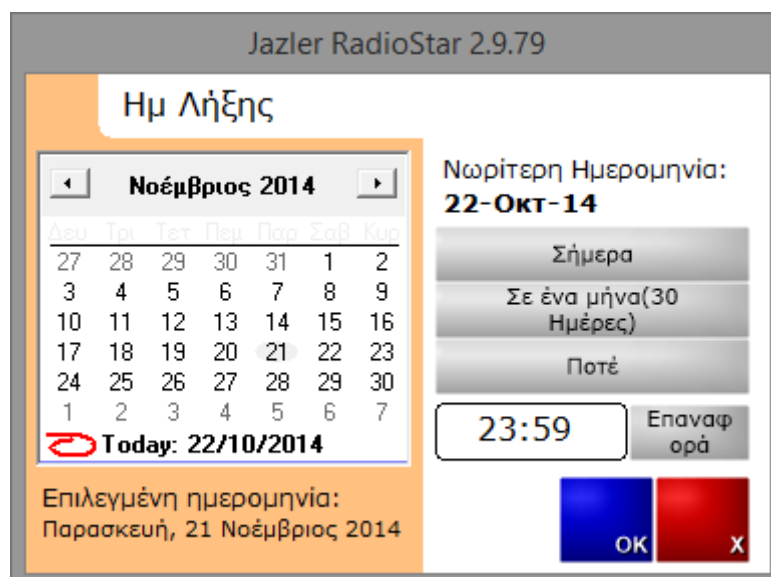 Jazler RadioStar 2.9.79
Ημ Λήξης
Νοέμβριος 2014
Δευ Τρι Τετ Πεμ Παρ Σαβ Κυρ
27 28 29 30 31 1 2
3 4 5 6 7 8 9
10 11 12 13 14 15 16
17 18 19 20 21 22 23
24 25 26 27 28 29 30
1 2 3 4 5 6 7
Today: 22/10/2014
Επιλεγμένη ημερομηνία:
Παρασκευή, 21 Νοέμβριος 2014
Νωρίτερη Ημερομηνία:
22-Οκτ-14
Σήμερα
Σε ένα μήνα(30
Ημέρες)
Ποτέ
23:59
Επαναφ
ορά
OK
X